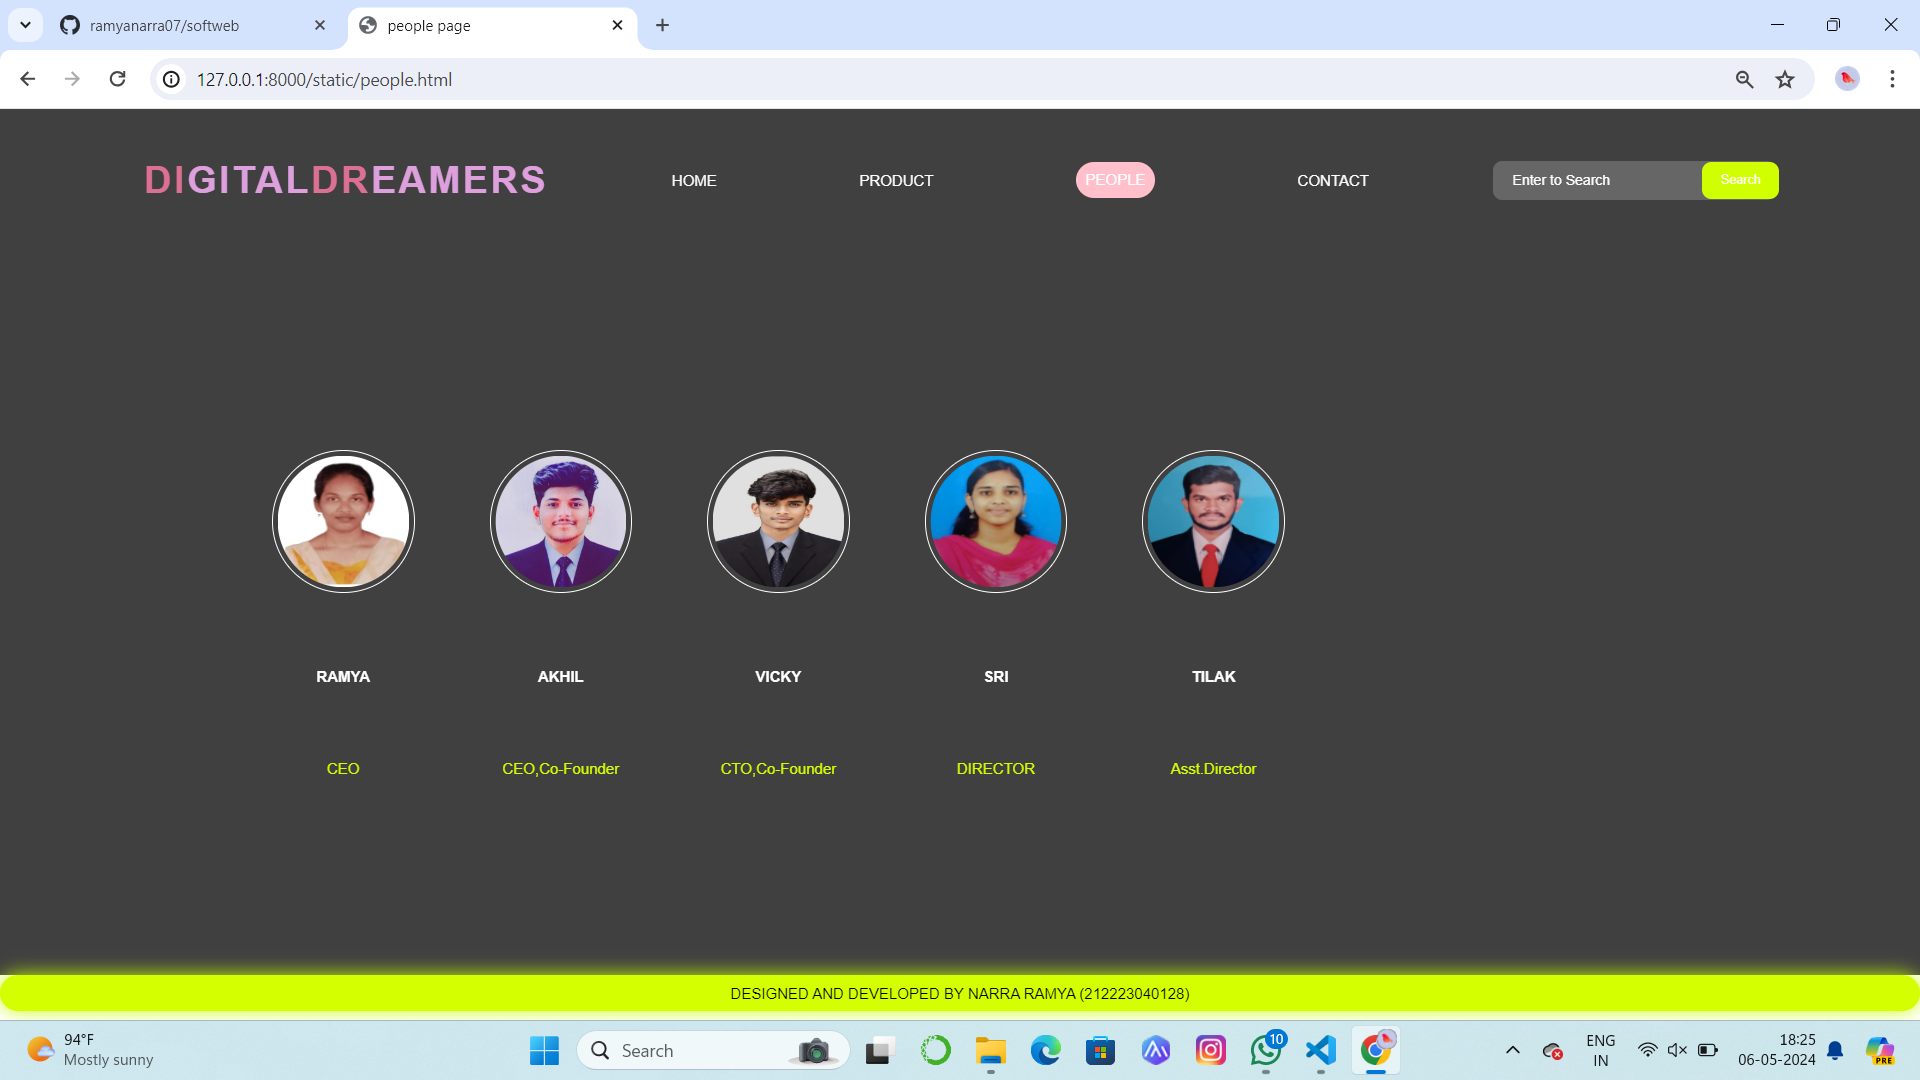 ramyanarra07/softweb
people page
127.0.0.1:8000/static/people.html
DIGITALDREAMERS
HOME
PRODUCT
PEOPLE
CONTACT
Enter to Search
Search
RAMYA
AKHIL
VICKY
SRI
TILAK
CEO
CEO,Co-Founder
CTO,Co-Founder
DIRECTOR
Asst.Director
DESIGNED AND DEVELOPED BY NARRA RAMYA (212223040128)
94°F
Mostly sunny
Search
10
ENG
IN
18:25
06-05-2024
PRE